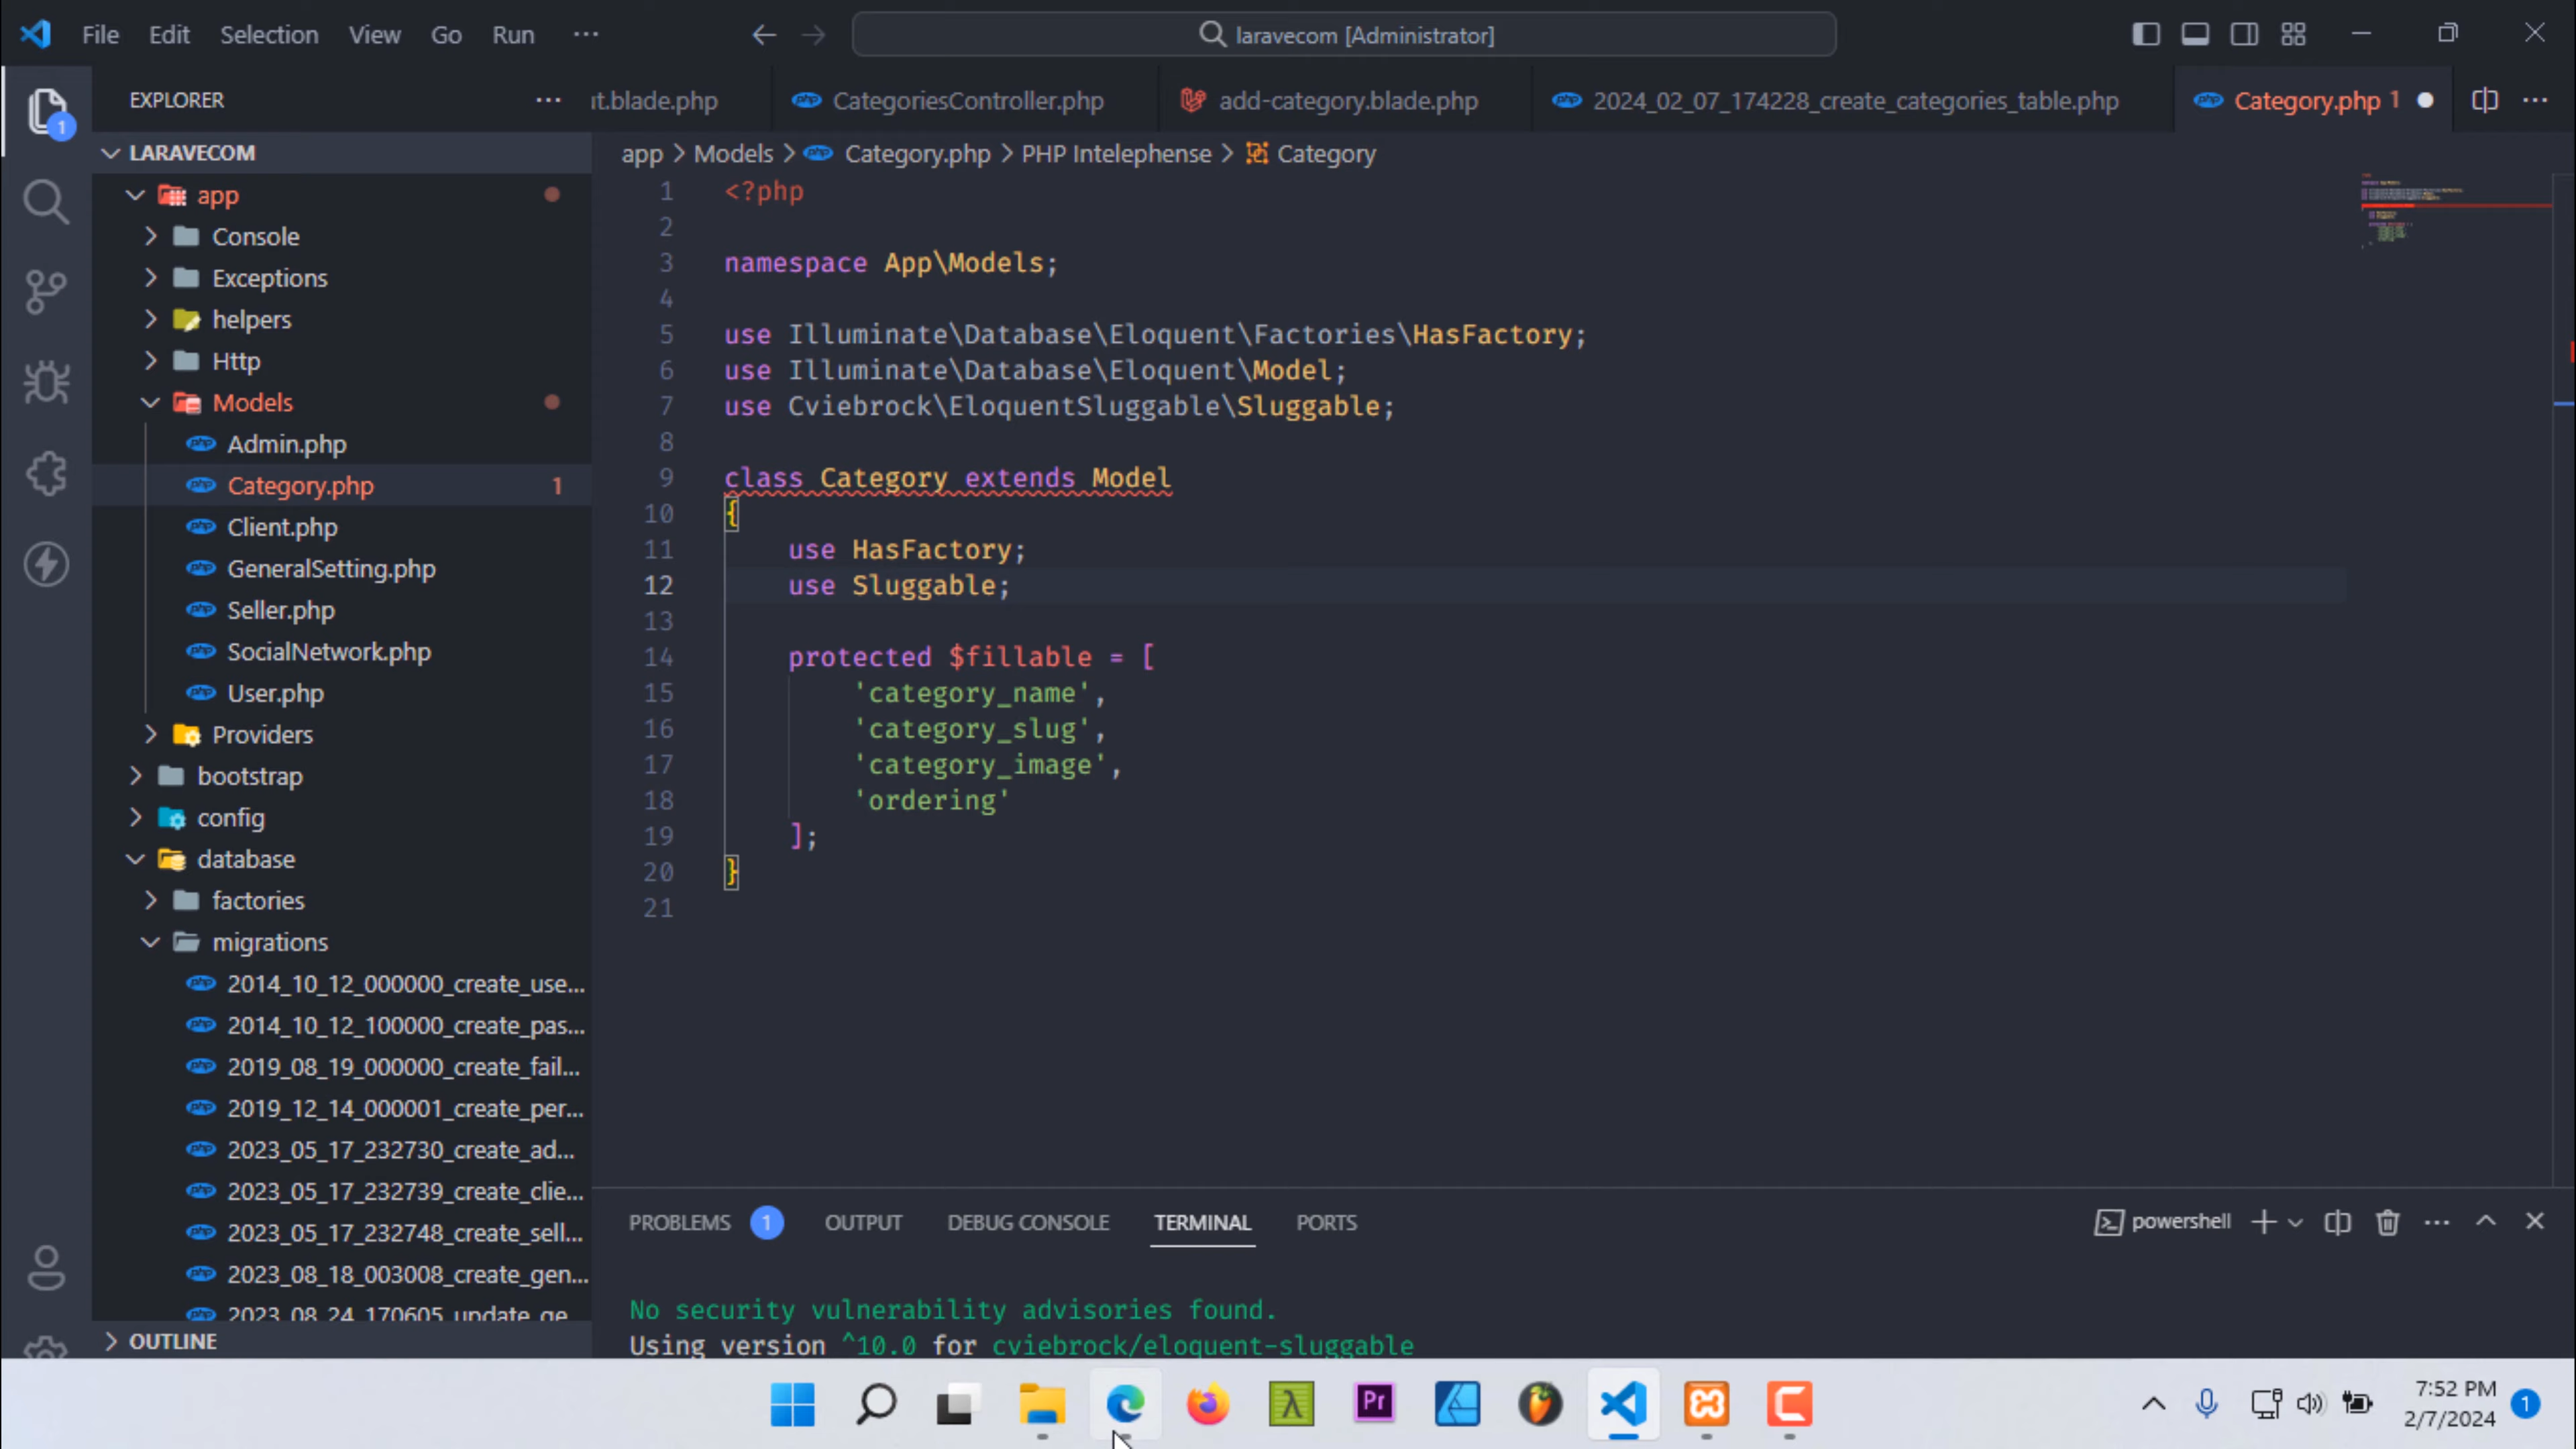 File Edit Selection View Go Run ···
laravecom [Administrator]
EXPLORER ···
ut.blade.php
CategoriesController.php
add-category.blade.php
2024_02_07_174228_create_categories_table.php
Category.php 1
1
LARAVECOM
app > Models > Category.php > PHP Intelephense > Category
app
Console
Exceptions
helpers
Http
Models
Admin.php
Category.php 1
Client.php
GeneralSetting.php
Seller.php
SocialNetwork.php
User.php
Providers
bootstrap
config
database
factories
migrations
2014_10_12_000000_create_use...
2014_10_12_100000_create_pas...
2019_08_19_000000_create_fail...
2019_12_14_000001_create_per...
2023_05_17_232730_create_ad...
2023_05_17_232739_create_clie...
2023_05_17_232748_create_sell...
2023_08_18_003008_create_gen...
2023_08_24_170605_update_ge
OUTLINE
1 <?php
2
3 namespace App\Models;
4
5 use Illuminate\Database\Eloquent\Factories\HasFactory;
6 use Illuminate\Database\Eloquent\Model;
7 use Cviebrock\EloquentSluggable\Sluggable;
8
9 class Category extends Model
10 {
11 use HasFactory;
12 use Sluggable;
13
14 protected $fillable = [
15 'category_name',
16 'category_slug',
17 'category_image',
18 'ordering'
19 ];
20 }
21
PROBLEMS 1 OUTPUT DEBUG CONSOLE TERMINAL PORTS
powershell
No security vulnerability advisories found.
Using version ^10.0 for cviebrock/eloquent-sluggable
λ
Pr
7:52 PM
2/7/2024
1